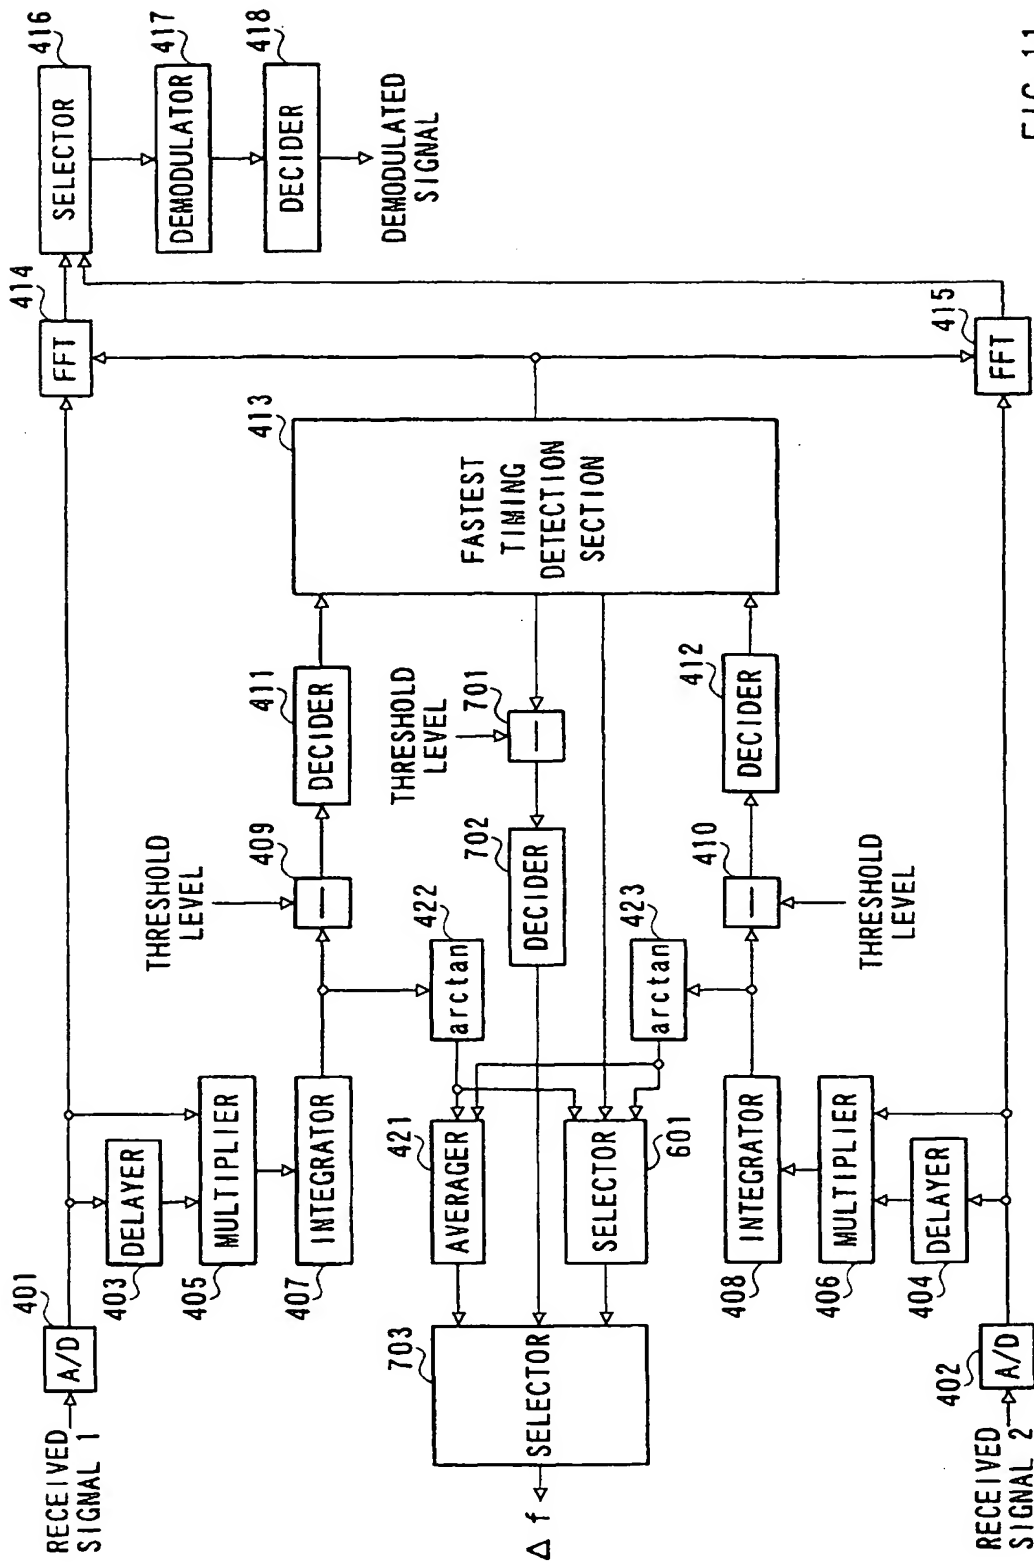 RECEIVED
SIGNAL 1
401
A/D
DELAYER
403
MULTIPLIER
405
INTEGRATOR
407
THRESHOLD
LEVEL
409
—
411
DECIDER
422
arctan
414
FFT
416
SELECTOR
417
DEMODULATOR
418
DECIDER
DEMODULATED
SIGNAL
413
FASTEST
TIMING
DETECTION
SECTION
THRESHOLD
LEVEL
701
—
702
DECIDER
421
AVERAGER
SELECTOR
601
703
SELECTOR
Δ f
423
arctan
410
—
THRESHOLD
LEVEL
412
DECIDER
INTEGRATOR
408
MULTIPLIER
406
DELAYER
404
402
A/D
RECEIVED
SIGNAL 2
415
FFT
FIG. 11